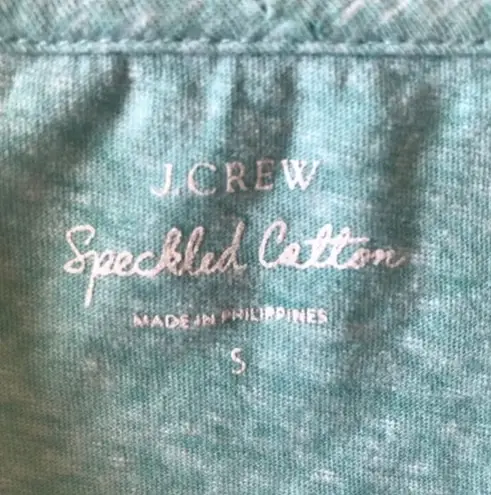 J.CREW
Speckled Cotton
MADE IN PHILIPPINES
S